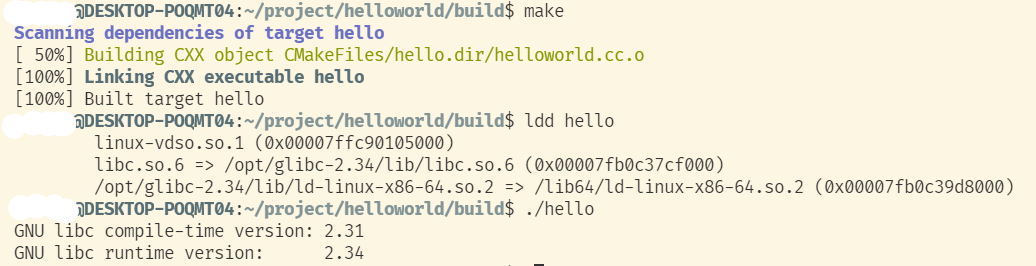 @DESKTOP-POQMT04:~/project/helloworld/build$ make
Scanning dependencies of target hello
[ 50%] Building CXX object CMakeFiles/hello.dir/helloworld.cc.o
[100%] Linking CXX executable hello
[100%] Built target hello
@DESKTOP-POQMT04:~/project/helloworld/build$ ldd hello
linux-vdso.so.1 (0x00007ffc90105000)
libc.so.6 => /opt/glibc-2.34/lib/libc.so.6 (0x00007fb0c37cf000)
/opt/glibc-2.34/lib/ld-linux-x86-64.so.2 => /lib64/ld-linux-x86-64.so.2 (0x00007fb0c39d8000)
@DESKTOP-POQMT04:~/project/helloworld/build$ ./hello
GNU libc compile-time version: 2.31
GNU libc runtime version: 2.34